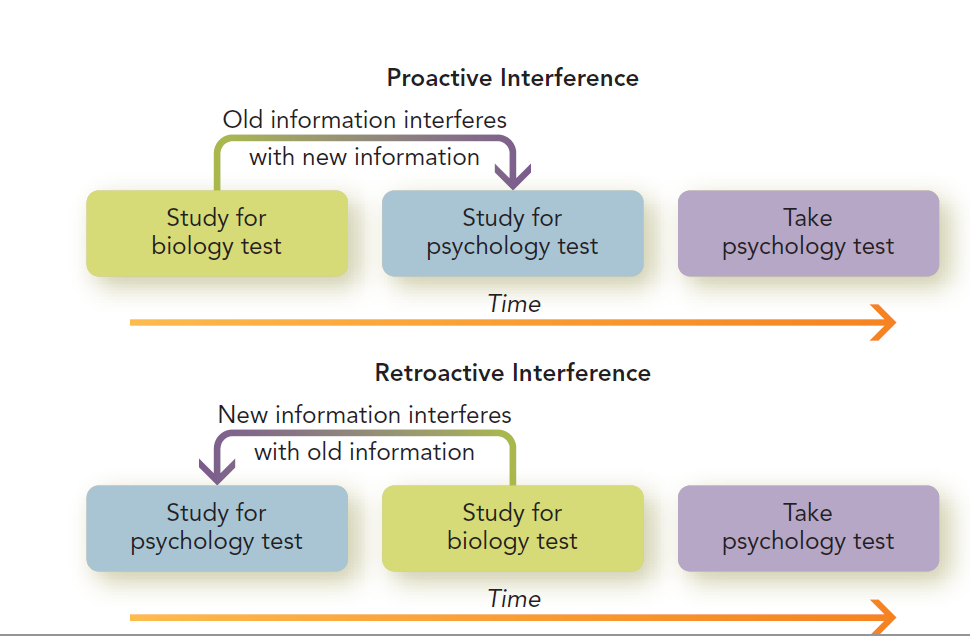 Proactive Interference
Old information interferes
with new information
Study for
biology test
Study for
psychology test
Take
psychology test
Time
Retroactive Interference
New information interferes
with old information
Study for
psychology test
Study for
biology test
Take
psychology test
Time